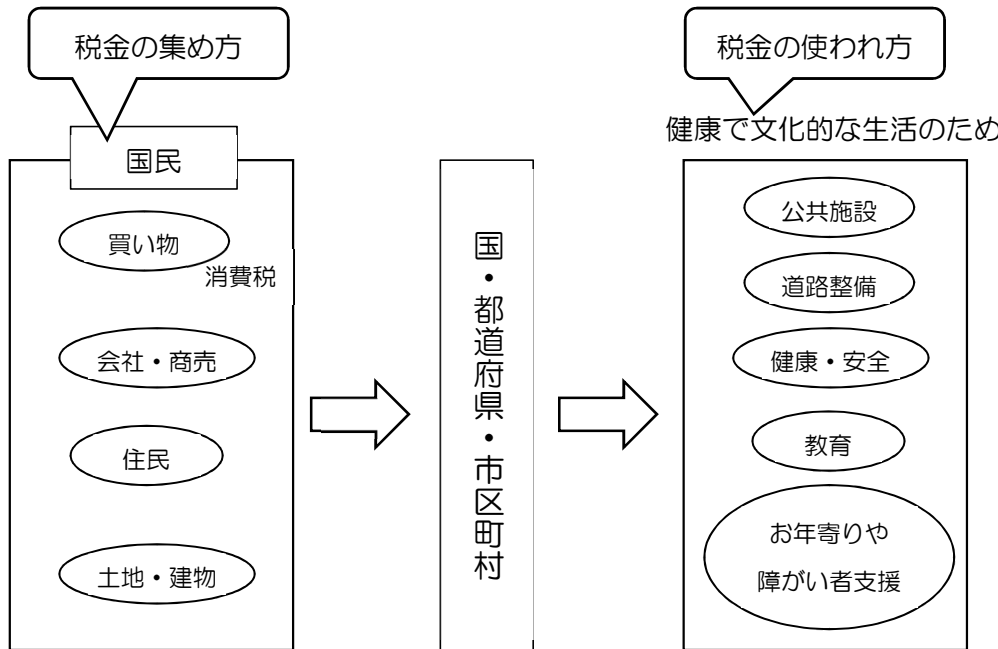 税金の集め方
国民
買い物
消費税
会社・商売
住民
土地・建物
国・都道府県・市区町村
税金の使われ方
健康で文化的な生活のため
公共施設
道路整備
健康・安全
教育
お年寄りや
障がい者支援